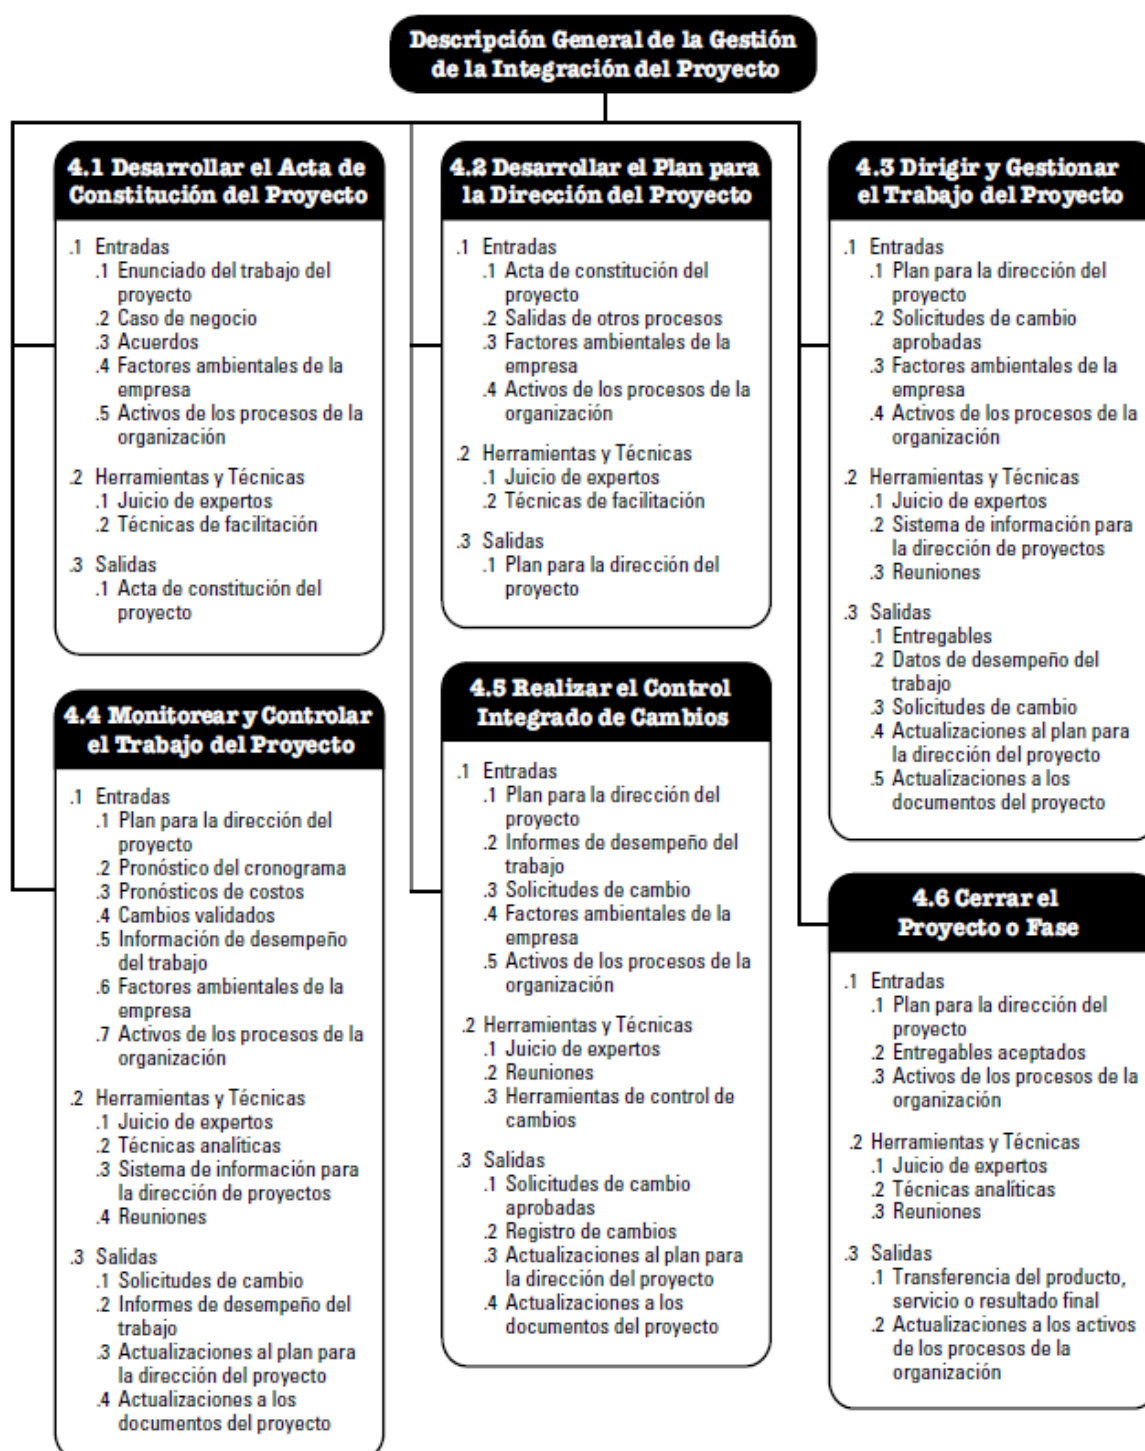 Descripción General de la Gestión
de la Integración del Proyecto
4.1 Desarrollar el Acta de
Constitución del Proyecto
.1 Entradas
.1 Enunciado del trabajo del
proyecto
.2 Caso de negocio
.3 Acuerdos
.4 Factores ambientales de la
empresa
.5 Activos de los procesos de la
organización
.2 Herramientas y Técnicas
.1 Juicio de expertos
.2 Técnicas de facilitación
.3 Salidas
.1 Acta de constitución del
proyecto
4.2 Desarrollar el Plan para
la Dirección del Proyecto
.1 Entradas
.1 Acta de constitución del
proyecto
.2 Salidas de otros procesos
.3 Factores ambientales de la
empresa
.4 Activos de los procesos de la
organización
.2 Herramientas y Técnicas
.1 Juicio de expertos
.2 Técnicas de facilitación
.3 Salidas
.1 Plan para la dirección del
proyecto
4.3 Dirigir y Gestionar
el Trabajo del Proyecto
.1 Entradas
.1 Plan para la dirección del
proyecto
.2 Solicitudes de cambio
aprobadas
.3 Factores ambientales de la
empresa
.4 Activos de los procesos de la
organización
.2 Herramientas y Técnicas
.1 Juicio de expertos
.2 Sistema de información para
la dirección de proyectos
.3 Reuniones
.3 Salidas
.1 Entregables
.2 Datos de desempeño del
trabajo
.3 Solicitudes de cambio
.4 Actualizaciones al plan para
la dirección del proyecto
.5 Actualizaciones a los
documentos del proyecto
4.4 Monitorear y Controlar
el Trabajo del Proyecto
.1 Entradas
.1 Plan para la dirección del
proyecto
.2 Pronóstico del cronograma
.3 Pronósticos de costos
.4 Cambios validados
.5 Información de desempeño
del trabajo
.6 Factores ambientales de la
empresa
.7 Activos de los procesos de la
organización
.2 Herramientas y Técnicas
.1 Juicio de expertos
.2 Técnicas analíticas
.3 Sistema de información para
la dirección de proyectos
.4 Reuniones
.3 Salidas
.1 Solicitudes de cambio
.2 Informes de desempeño del
trabajo
.3 Actualizaciones al plan para
la dirección del proyecto
.4 Actualizaciones a los
documentos del proyecto
4.5 Realizar el Control
Integrado de Cambios
.1 Entradas
.1 Plan para la dirección del
proyecto
.2 Informes de desempeño del
trabajo
.3 Solicitudes de cambio
.4 Factores ambientales de la
empresa
.5 Activos de los procesos de la
organización
.2 Herramientas y Técnicas
.1 Juicio de expertos
.2 Reuniones
.3 Herramientas de control de
cambios
.3 Salidas
.1 Solicitudes de cambio
aprobadas
.2 Registro de cambios
.3 Actualizaciones al plan para
la dirección del proyecto
.4 Actualizaciones a los
documentos del proyecto
4.6 Cerrar el
Proyecto o Fase
.1 Entradas
.1 Plan para la dirección del
proyecto
.2 Entregables aceptados
.3 Activos de los procesos de la
organización
.2 Herramientas y Técnicas
.1 Juicio de expertos
.2 Técnicas analíticas
.3 Reuniones
.3 Salidas
.1 Transferencia del producto,
servicio o resultado final
.2 Actualizaciones a los activos
de los procesos de la
organización